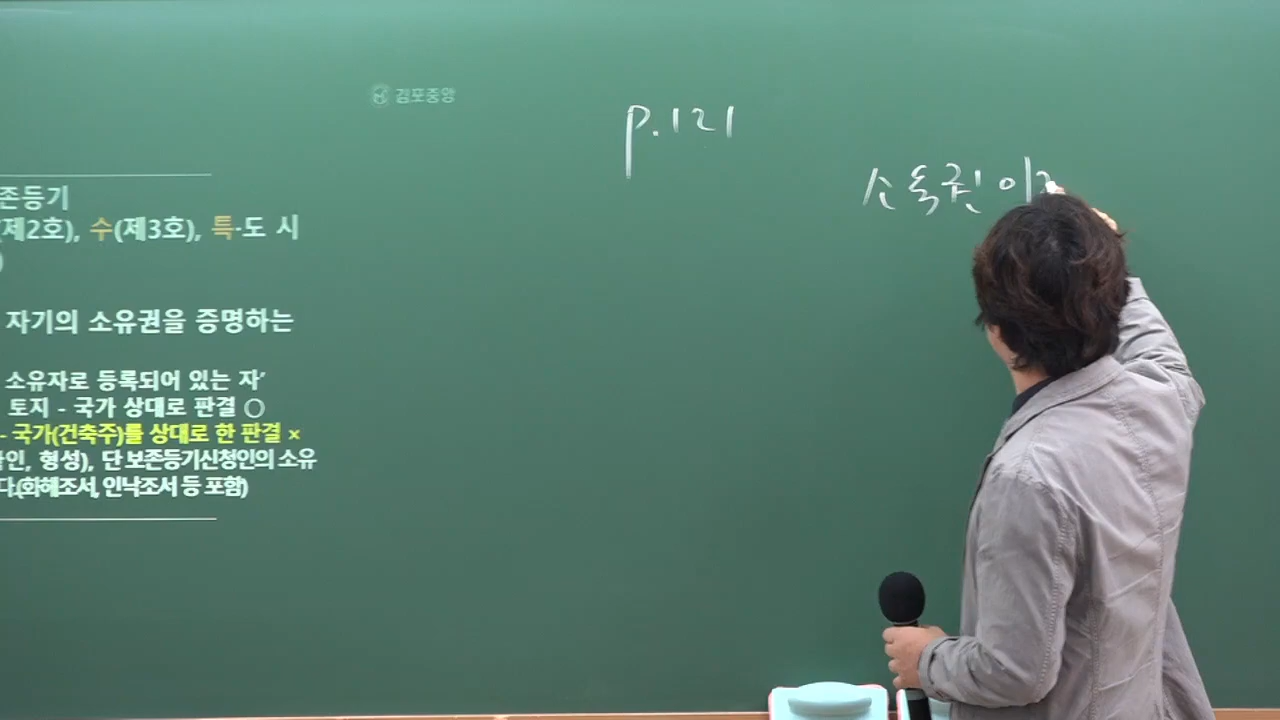 김포중앙
p.121
소유권 이
존등기
(제2호), 수(제3호), 특·도 시
)
자기의 소유권을 증명하는
소유자로 등록되어 있는 자’
토지 - 국가 상대로 판결 ○
- 국가(건축주)를 상대로 한 판결 ×
인, 형성), 단 보존등기신청인의 소유
다.(화해조서, 인낙조서 등 포함)